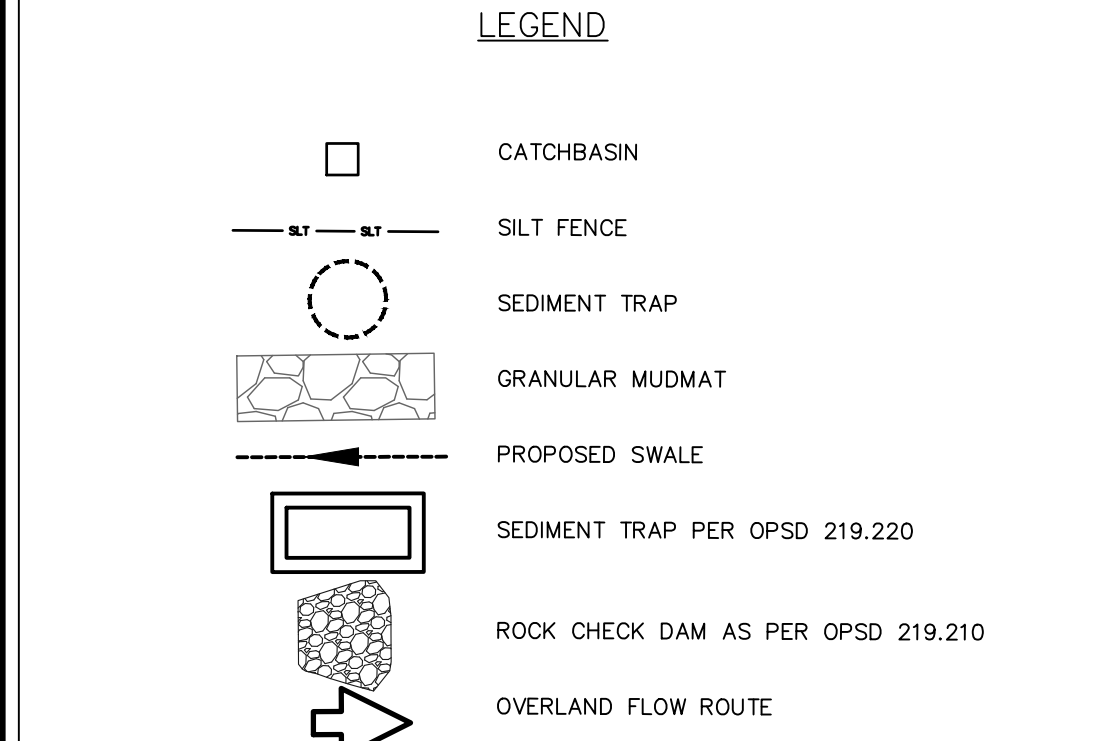 LEGEND
CATCHBASIN
SLT SLT SILT FENCE
SEDIMENT TRAP
GRANULAR MUDMAT
PROPOSED SWALE
SEDIMENT TRAP PER OPSD 219.220
ROCK CHECK DAM AS PER OPSD 219.210
OVERLAND FLOW ROUTE